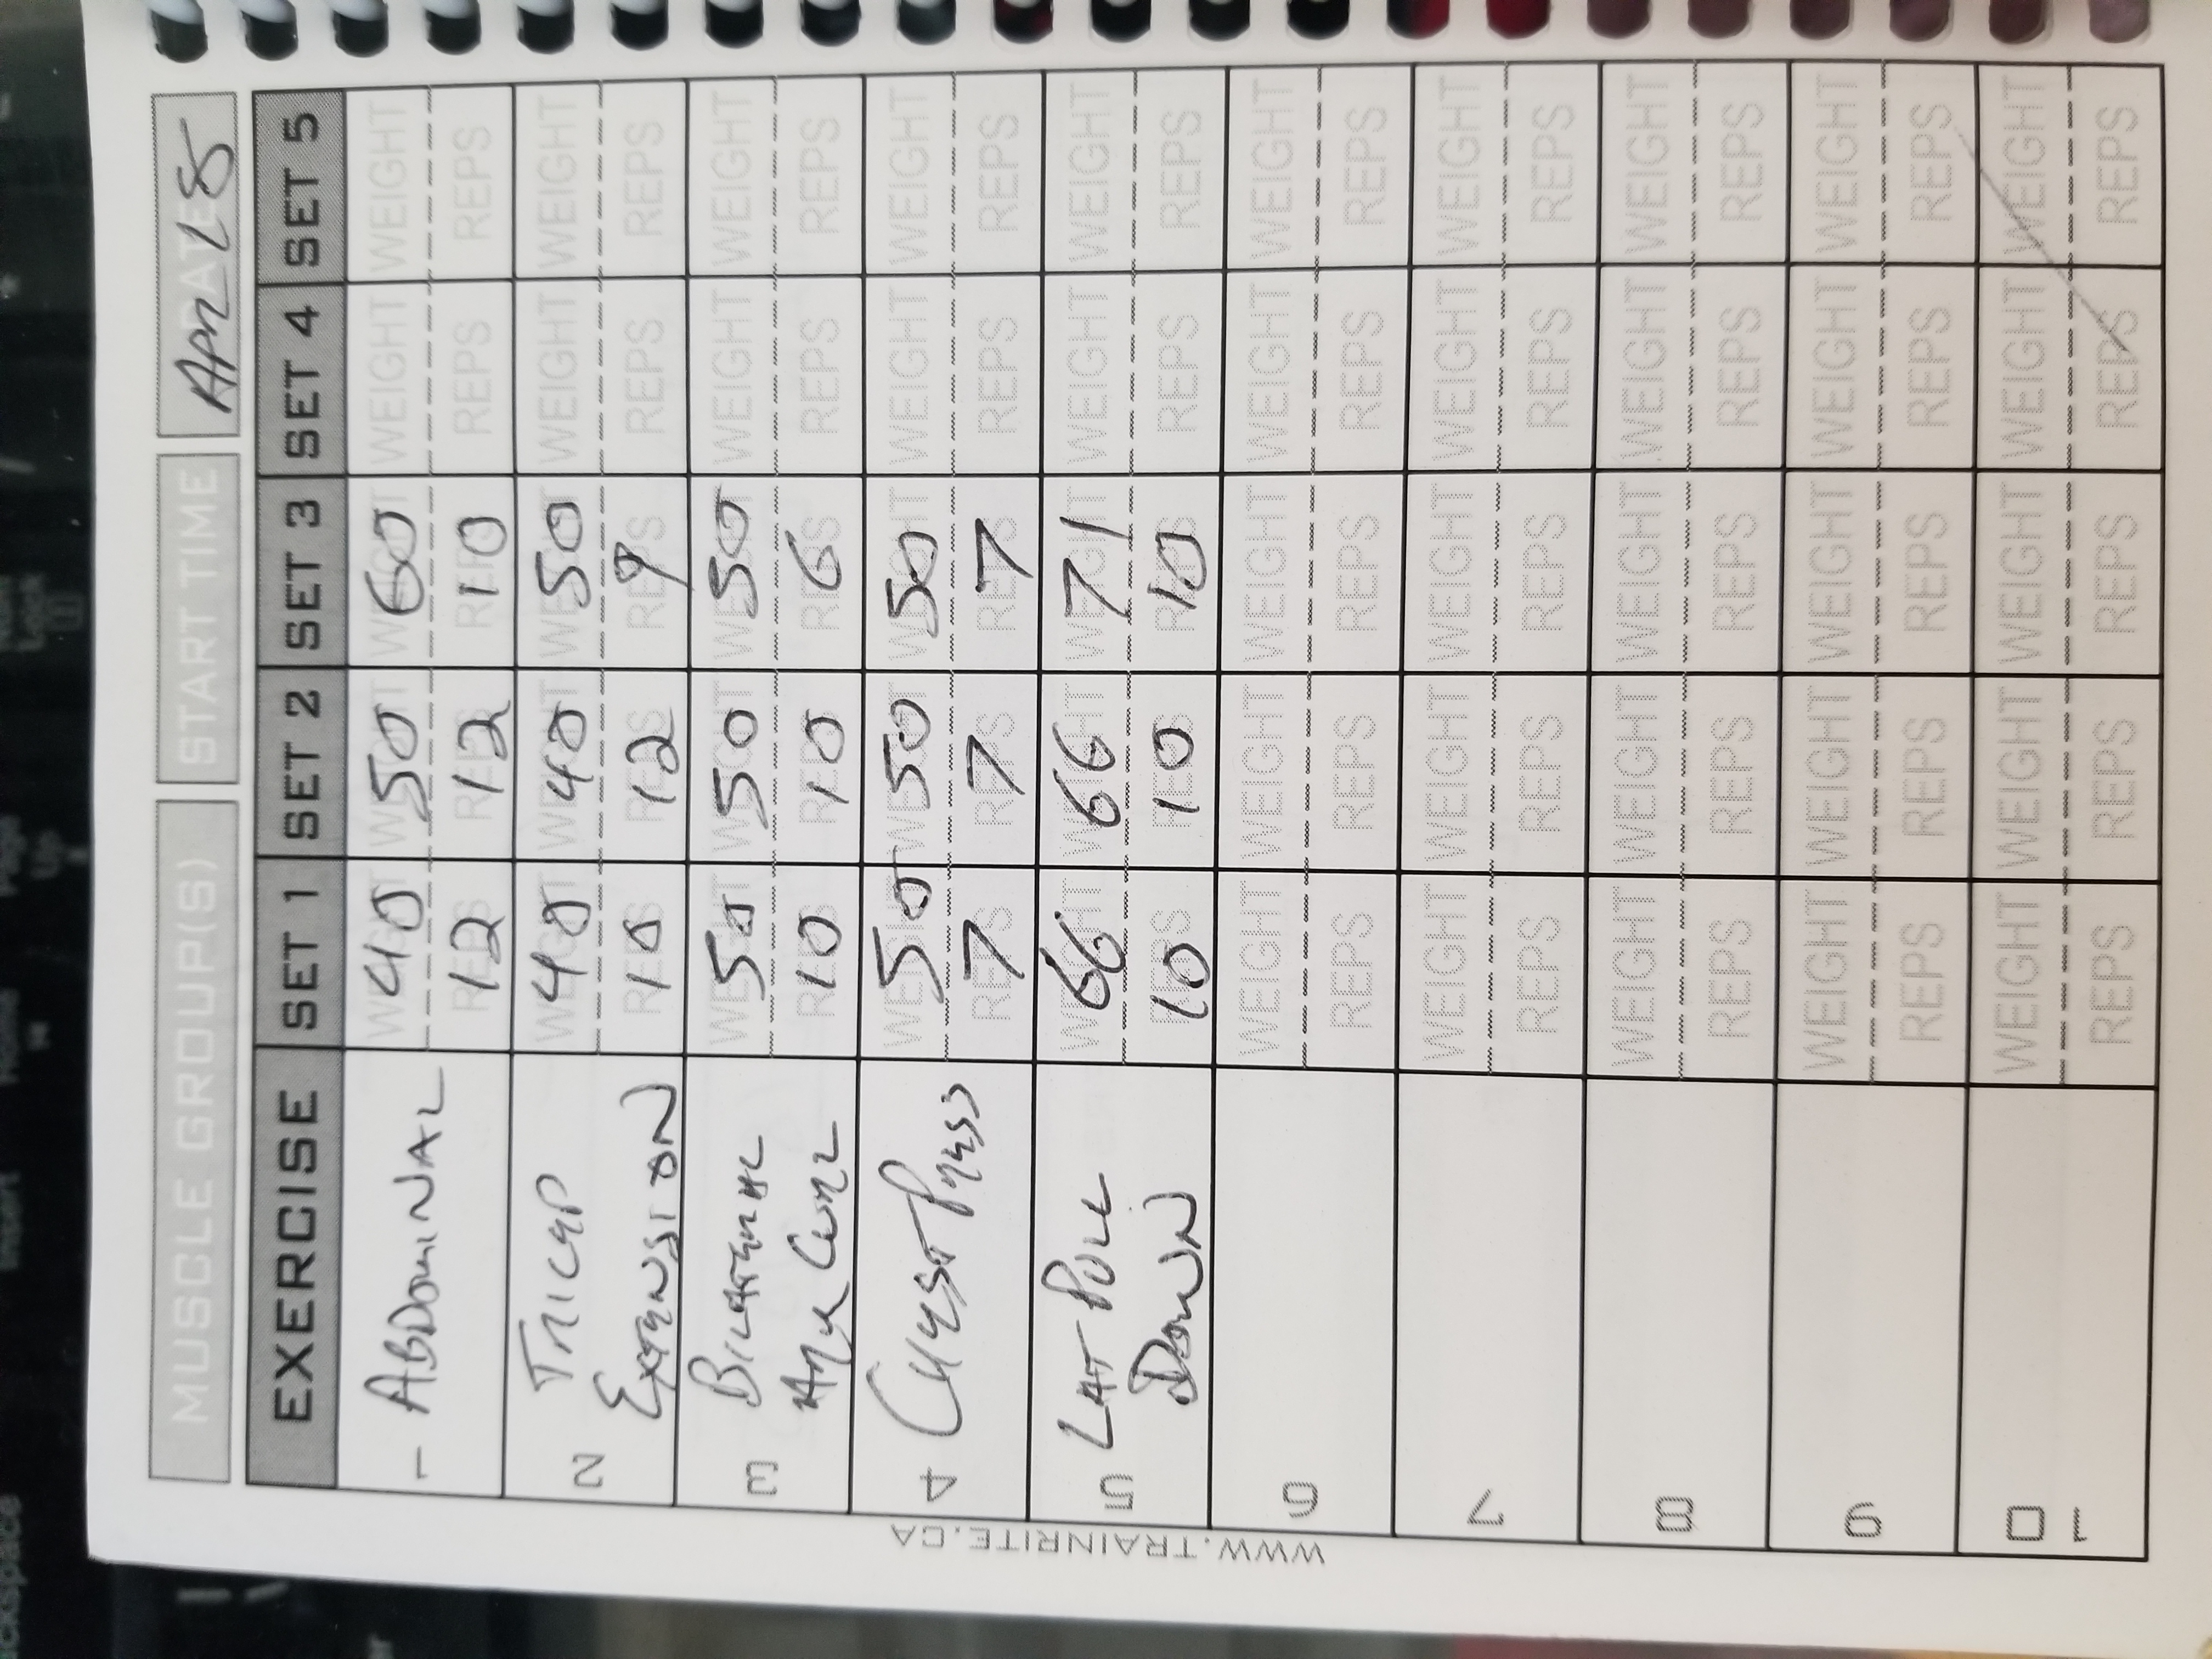 ckspace Insert Home Page Up Num Lock / *
MUSCLE GROUP(S) START TIME DATE APR 18
EXERCISE SET 1 SET 2 SET 3 SET 4 SET 5
1 ABDOMINAL
WEIGHT 40 WEIGHT 50 WEIGHT 60 WEIGHT WEIGHT
REPS 12 REPS 12 REPS 10 REPS REPS
2 TRICEP
WEIGHT 40 WEIGHT 40 WEIGHT 50 WEIGHT WEIGHT
EXTENSION REPS 10 REPS 12 REPS 9 REPS REPS
3 BILATERAL WEIGHT 50 WEIGHT 50 WEIGHT 50 WEIGHT WEIGHT
ARM CURL REPS 10 REPS 10 REPS 6 REPS REPS
4 CHEST PRESS
WEIGHT 50 WEIGHT 50 WEIGHT 50 WEIGHT WEIGHT
REPS 7 REPS 7 REPS 7 REPS REPS
5 LAT PULL WEIGHT 66 WEIGHT 66 WEIGHT 71 WEIGHT WEIGHT
DOWN REPS 10 REPS 10 REPS 10 REPS REPS
6 WEIGHT WEIGHT WEIGHT WEIGHT WEIGHT
REPS REPS REPS REPS REPS
7 WEIGHT WEIGHT WEIGHT WEIGHT WEIGHT
REPS REPS REPS REPS REPS
8 WEIGHT WEIGHT WEIGHT WEIGHT WEIGHT
REPS REPS REPS REPS REPS
9 WEIGHT WEIGHT WEIGHT WEIGHT WEIGHT
REPS REPS REPS REPS REPS
10 WEIGHT WEIGHT WEIGHT WEIGHT WEIGHT
REPS REPS REPS REPS REPS
WWW.TRAINRITE.CA